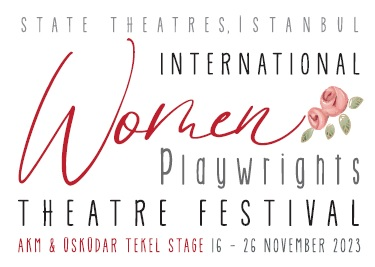 STATE THEATRES, İSTANBUL
INTERNATIONAL
Women
Playwrights
THEATRE FESTIVAL
AKM & ÜSKÜDAR TEKEL STAGE 16 - 26 NOVEMBER 2023